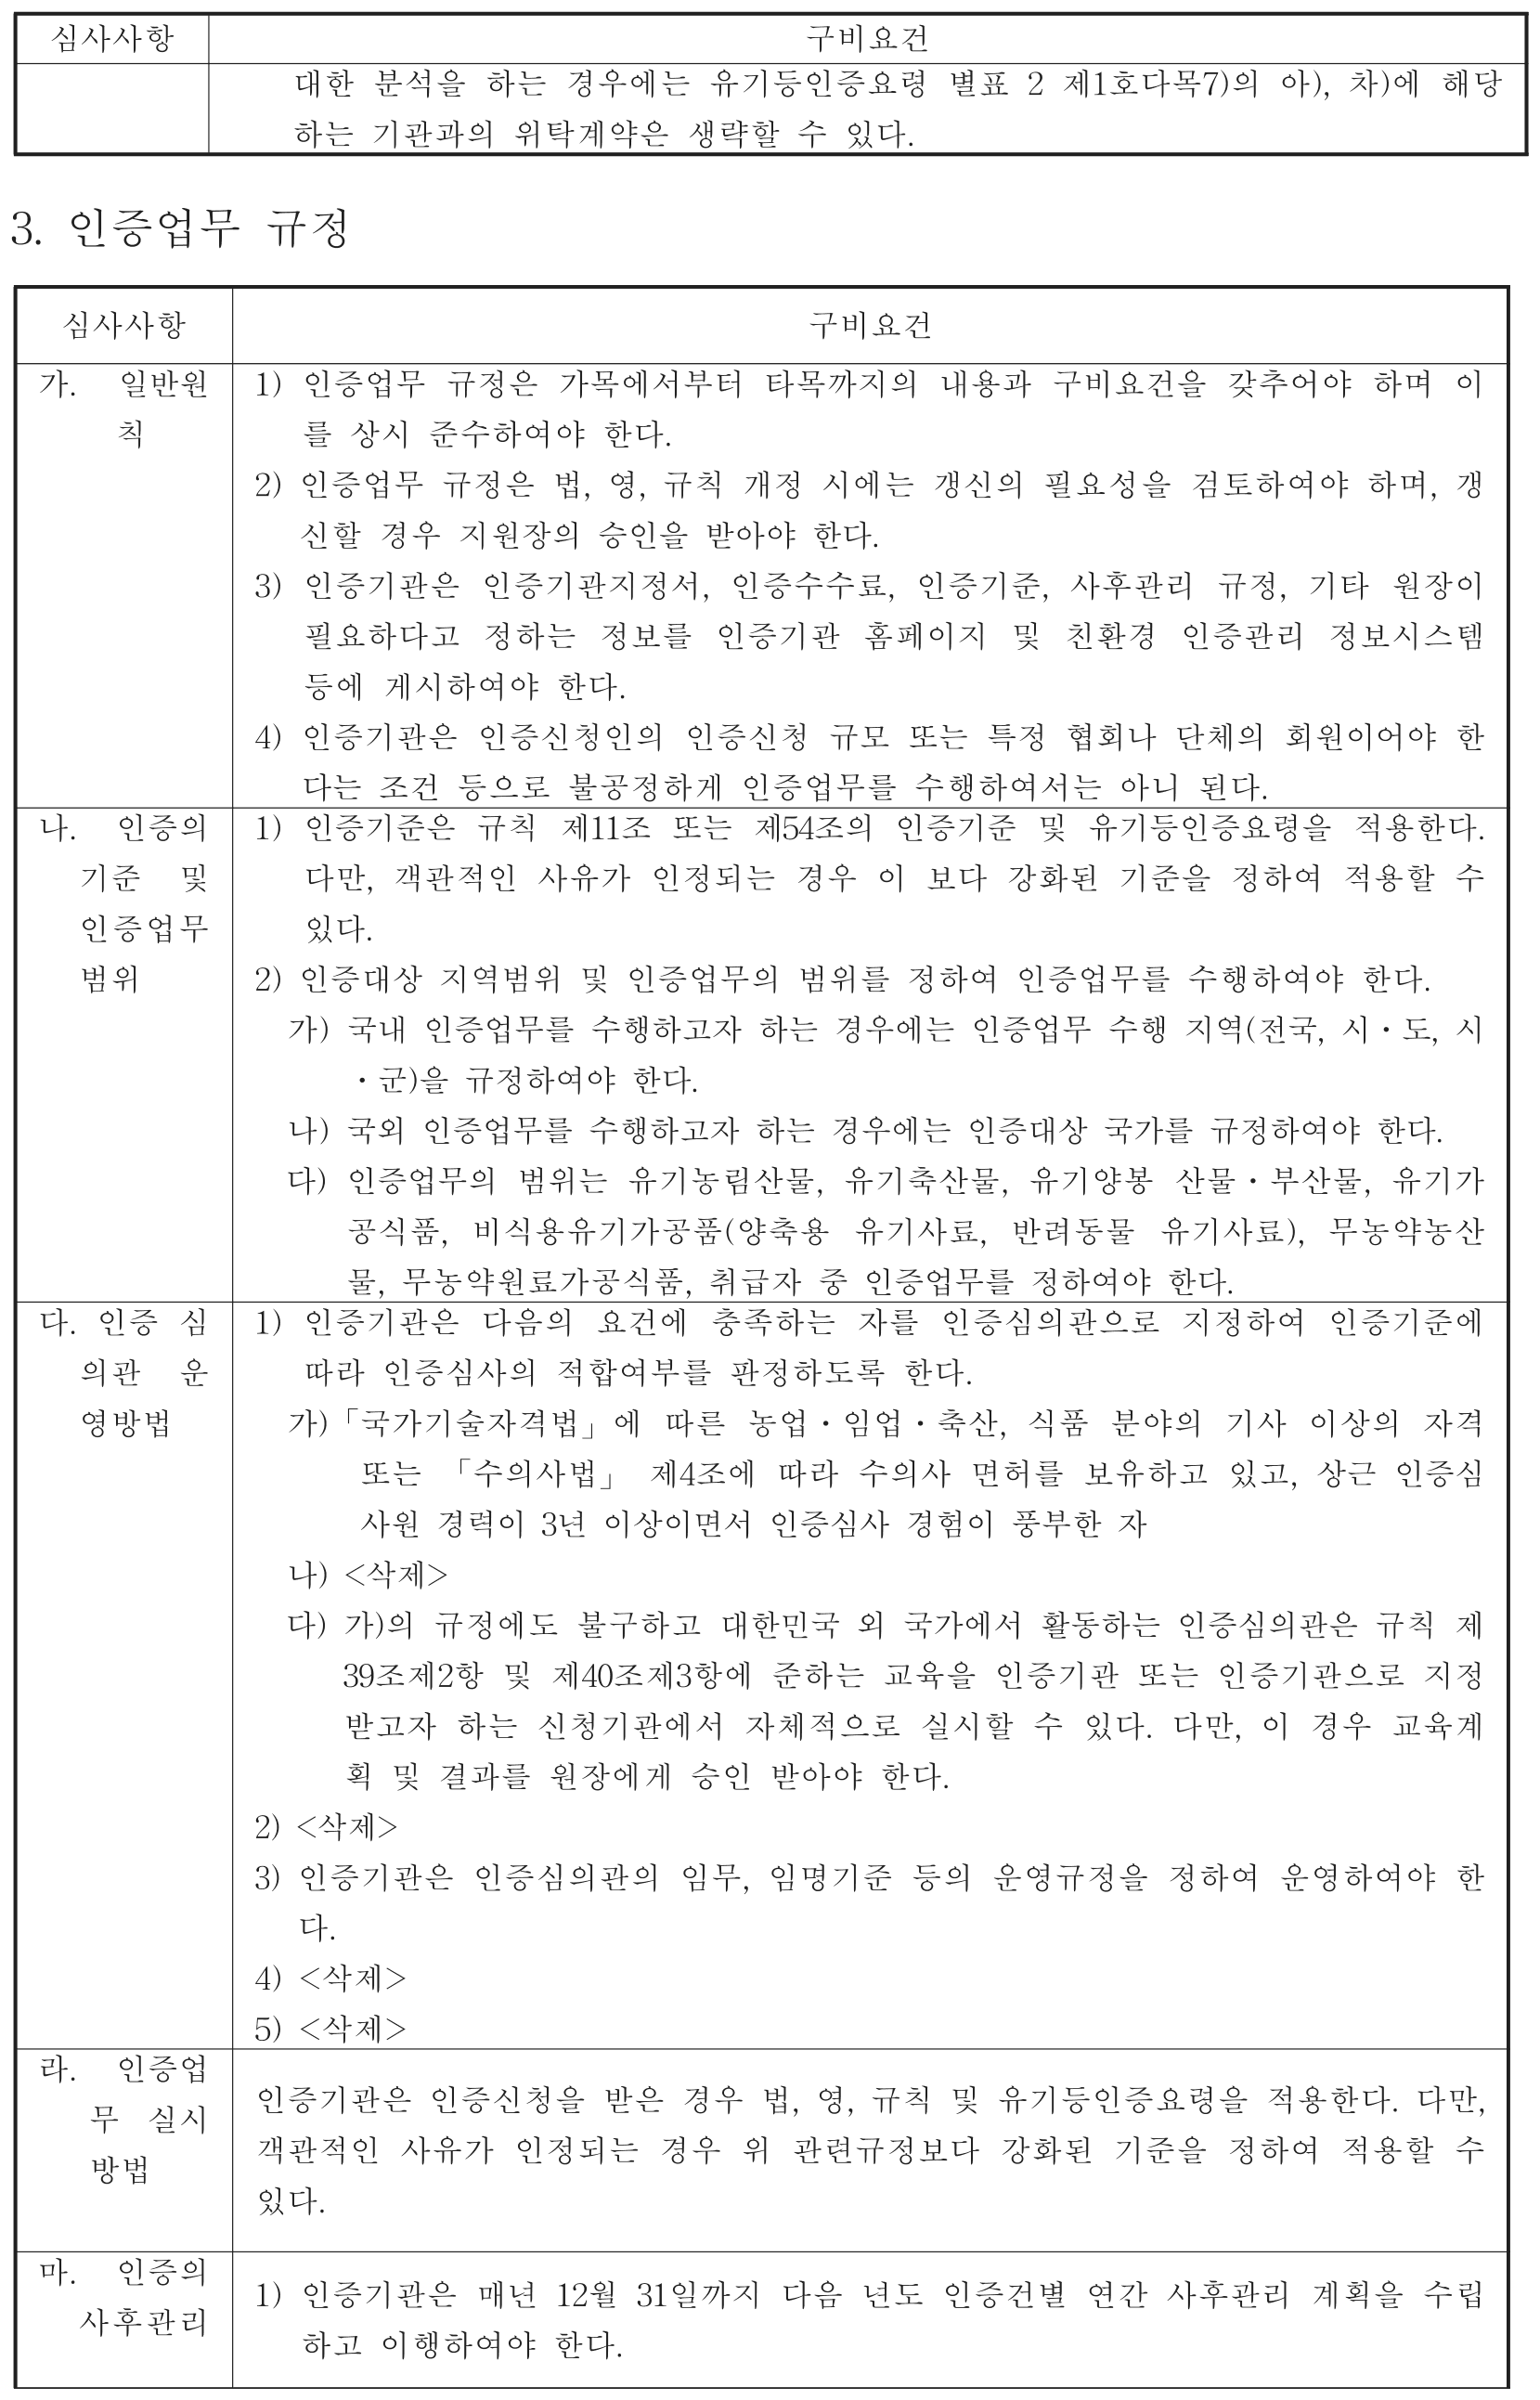 심사사항 구비요건
대한 분석을 하는 경우에는 유기등인증요령 별표 2 제1호다목7)의 아), 차)에 해당
하는 기관과의 위탁계약은 생략할 수 있다.
3. 인증업무 규정
심사사항 구비요건
가. 일반원
칙
1) 인증업무 규정은 가목에서부터 타목까지의 내용과 구비요건을 갖추어야 하며 이
를 상시 준수하여야 한다.
2) 인증업무 규정은 법, 영, 규칙 개정 시에는 갱신의 필요성을 검토하여야 하며, 갱
신할 경우 지원장의 승인을 받아야 한다.
3) 인증기관은 인증기관지정서, 인증수수료, 인증기준, 사후관리 규정, 기타 원장이
필요하다고 정하는 정보를 인증기관 홈페이지 및 친환경 인증관리 정보시스템
등에 게시하여야 한다.
4) 인증기관은 인증신청인의 인증신청 규모 또는 특정 협회나 단체의 회원이어야 한
다는 조건 등으로 불공정하게 인증업무를 수행하여서는 아니 된다.
나. 인증의
기준 및
인증업무
범위
1) 인증기준은 규칙 제11조 또는 제54조의 인증기준 및 유기등인증요령을 적용한다.
다만, 객관적인 사유가 인정되는 경우 이 보다 강화된 기준을 정하여 적용할 수
있다.
2) 인증대상 지역범위 및 인증업무의 범위를 정하여 인증업무를 수행하여야 한다.
가) 국내 인증업무를 수행하고자 하는 경우에는 인증업무 수행 지역(전국, 시・도, 시
・군)을 규정하여야 한다.
나) 국외 인증업무를 수행하고자 하는 경우에는 인증대상 국가를 규정하여야 한다.
다) 인증업무의 범위는 유기농림산물, 유기축산물, 유기양봉 산물・부산물, 유기가
공식품, 비식용유기가공품(양축용 유기사료, 반려동물 유기사료), 무농약농산
물, 무농약원료가공식품, 취급자 중 인증업무를 정하여야 한다.
다. 인증 심
의관 운
영방법
1) 인증기관은 다음의 요건에 충족하는 자를 인증심의관으로 지정하여 인증기준에
따라 인증심사의 적합여부를 판정하도록 한다.
가)「국가기술자격법」에 따른 농업・임업・축산, 식품 분야의 기사 이상의 자격
또는 「수의사법」 제4조에 따라 수의사 면허를 보유하고 있고, 상근 인증심
사원 경력이 3년 이상이면서 인증심사 경험이 풍부한 자
나) <삭제>
다) 가)의 규정에도 불구하고 대한민국 외 국가에서 활동하는 인증심의관은 규칙 제
39조제2항 및 제40조제3항에 준하는 교육을 인증기관 또는 인증기관으로 지정
받고자 하는 신청기관에서 자체적으로 실시할 수 있다. 다만, 이 경우 교육계
획 및 결과를 원장에게 승인 받아야 한다.
2) <삭제>
3) 인증기관은 인증심의관의 임무, 임명기준 등의 운영규정을 정하여 운영하여야 한
다.
4) <삭제>
5) <삭제>
라. 인증업
무 실시
방법
인증기관은 인증신청을 받은 경우 법, 영, 규칙 및 유기등인증요령을 적용한다. 다만,
객관적인 사유가 인정되는 경우 위 관련규정보다 강화된 기준을 정하여 적용할 수
있다.
마. 인증의
사후관리
1) 인증기관은 매년 12월 31일까지 다음 년도 인증건별 연간 사후관리 계획을 수립
하고 이행하여야 한다.